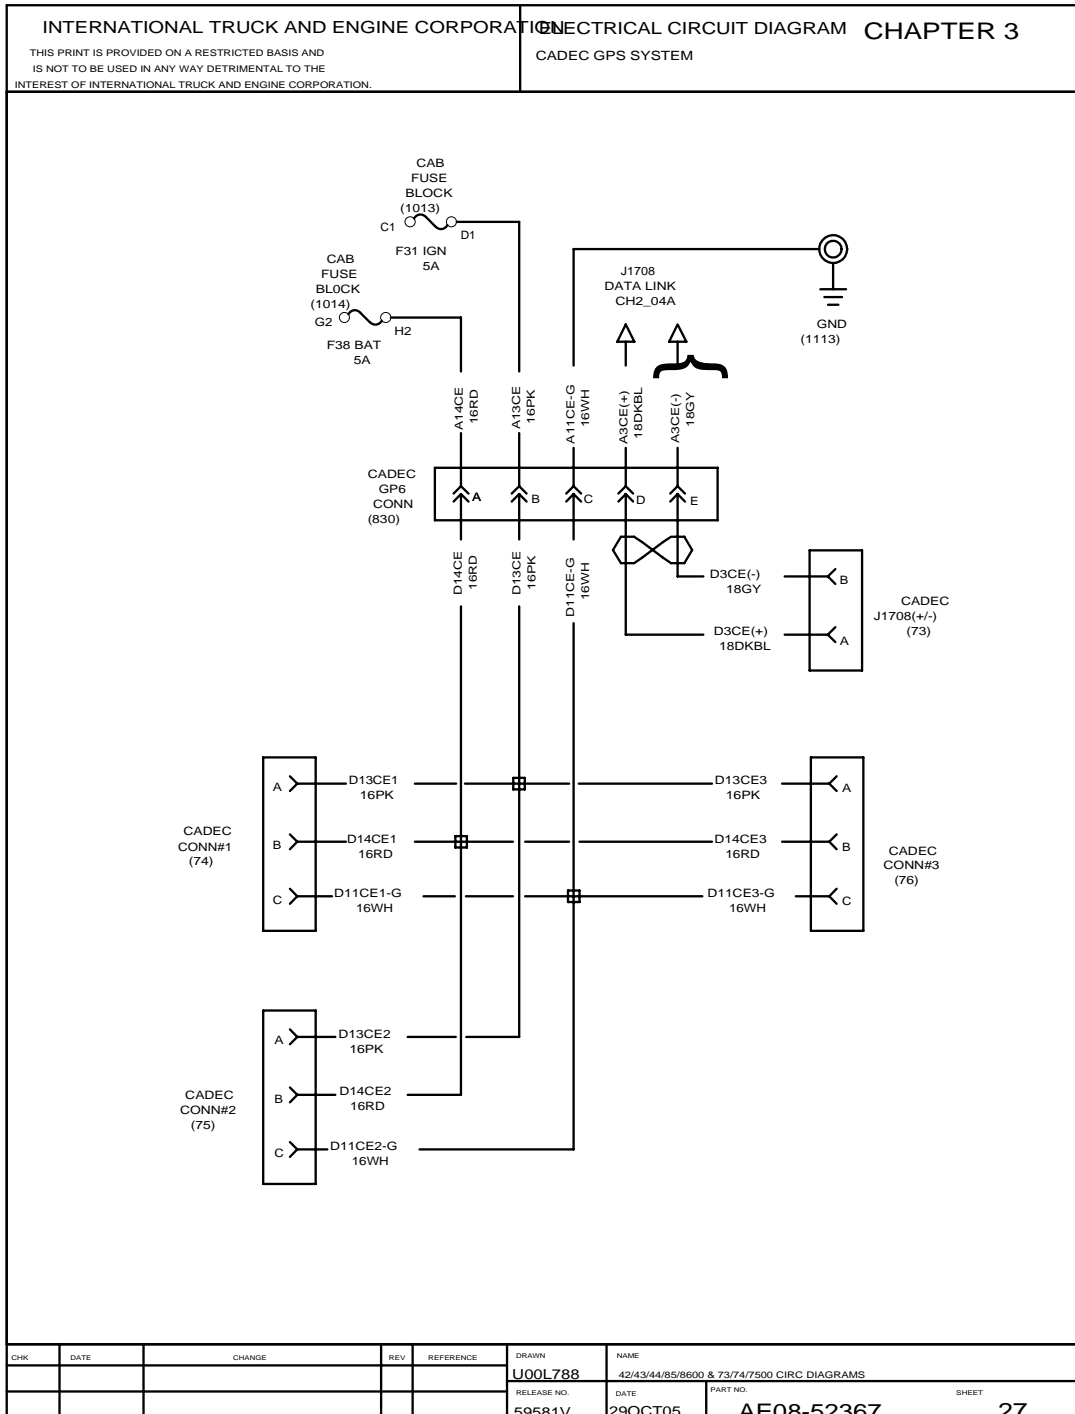 INTERNATIONAL TRUCK AND ENGINE CORPORATION
THIS PRINT IS PROVIDED ON A RESTRICTED BASIS AND
IS NOT TO BE USED IN ANY WAY DETRIMENTAL TO THE
INTEREST OF INTERNATIONAL TRUCK AND ENGINE CORPORATION.
ELECTRICAL CIRCUIT DIAGRAM CHAPTER 3
CADEC GPS SYSTEM
CAB
FUSE
BLOCK
(1013)
C1
D1
F31 IGN
5A
CAB
FUSE
BLOCK
(1014)
G2
H2
F38 BAT
5A
J1708
DATA LINK
CH2_04A
GND
(1113)
A14CE
16RD
A13CE
16PK
A11CE-G
16WH
A3CE(+)
18DKBL
A3CE(-)
18GY
CADEC
GP6
CONN
(830)
A
B
C
D
E
D14CE
16RD
D13CE
16PK
D11CE-G
16WH
D3CE(-)
18GY
B
D3CE(+)
18DKBL
A
CADEC
J1708(+/-)
(73)
CADEC
CONN#1
(74)
A
D13CE1
16PK
B
D14CE1
16RD
C
D11CE1-G
16WH
D13CE3
16PK
A
D14CE3
16RD
B
D11CE3-G
16WH
C
CADEC
CONN#3
(76)
CADEC
CONN#2
(75)
A
D13CE2
16PK
B
D14CE2
16RD
C
D11CE2-G
16WH
CHK DATE CHANGE REV REFERENCE
DRAWN
U00L788
NAME
42/43/44/85/8600 & 73/74/7500 CIRC DIAGRAMS
RELEASE NO.
59581V
DATE
29OCT05
PART NO.
AE08-52367
SHEET
27